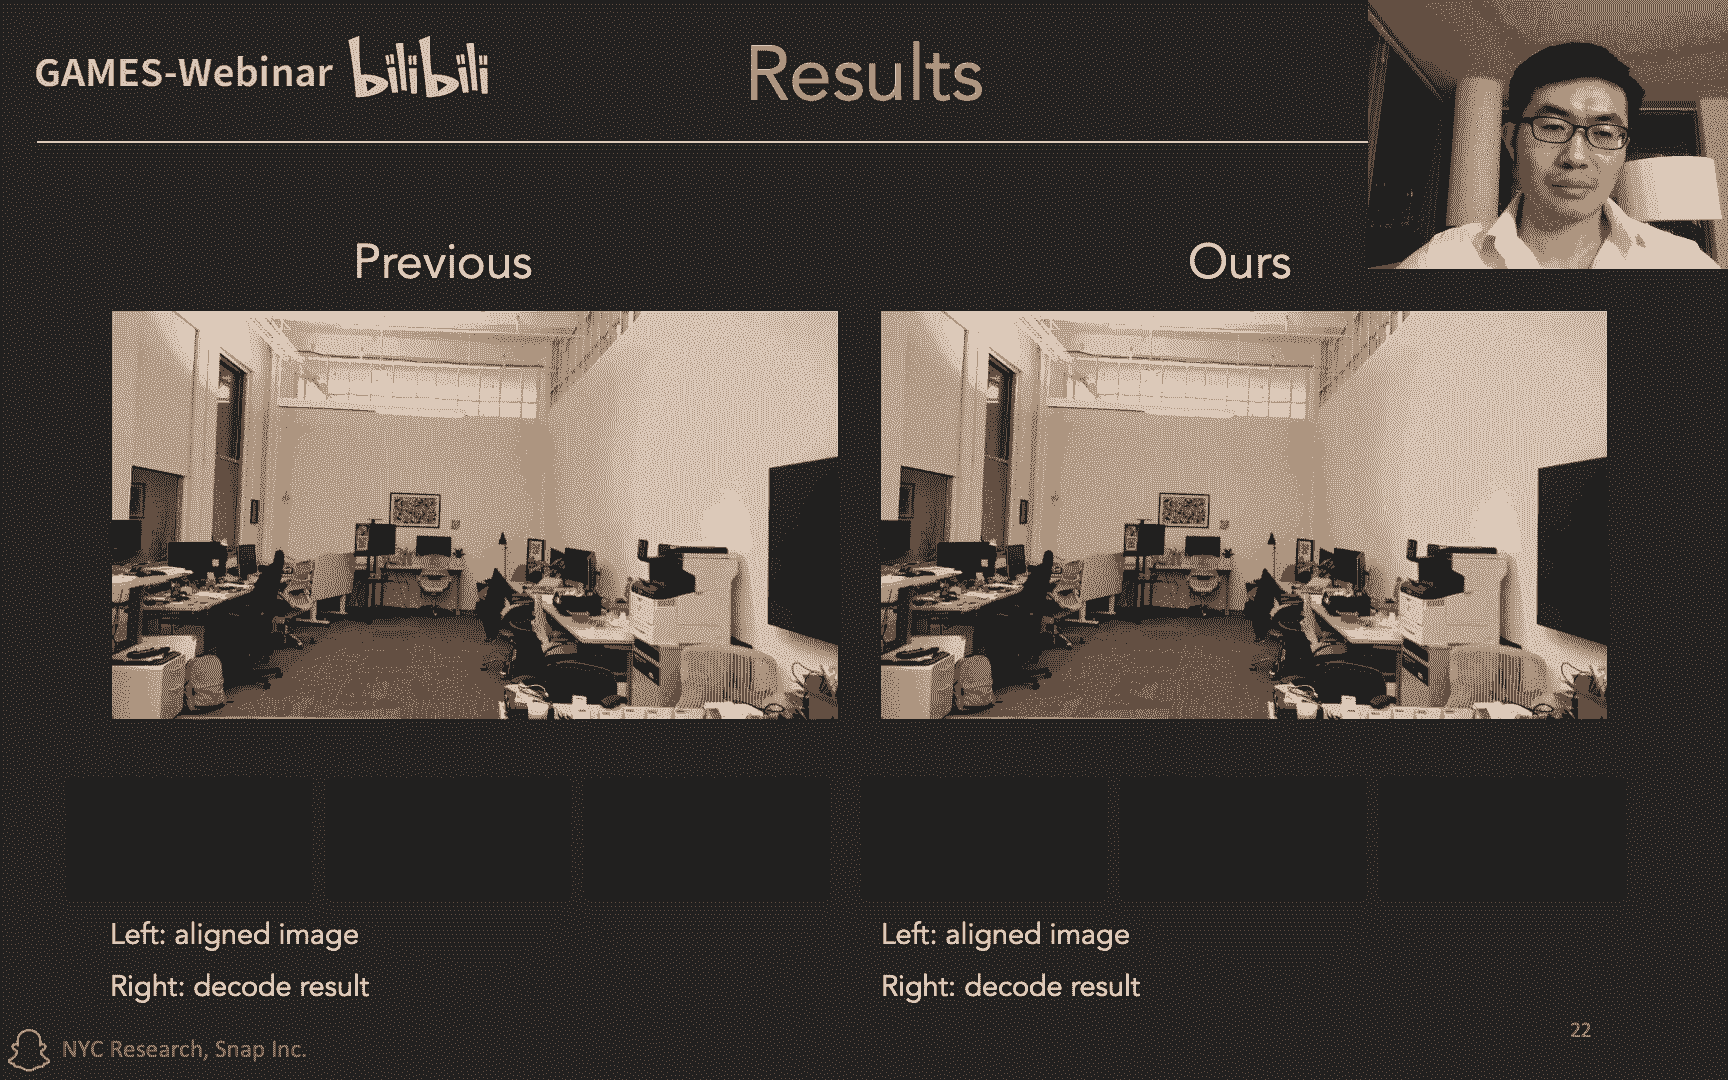 GAMES-Webinar bilibili
Results
Previous
Ours
Left: aligned image
Right: decode result
Left: aligned image
Right: decode result
22
NYC Research, Snap Inc.